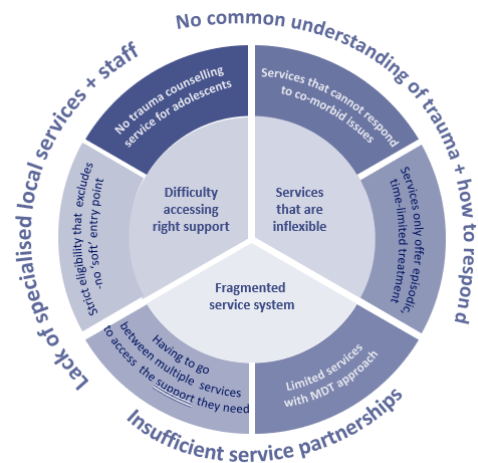 No common understanding of trauma + how to respond
Lack of specialised local services + staff
Insufficient service partnerships
No trauma counselling
service for adolescents
Services that cannot respond
to co-morbid issues
Services only offer episodic,
time-limited treatment
Limited services
with MDT approach
Having to go
between multiple services
to access the support they need
Strict eligibility that excludes
-no ‘soft’ entry point
Difficulty
accessing
right support
Services
that are
inflexible
Fragmented
service system